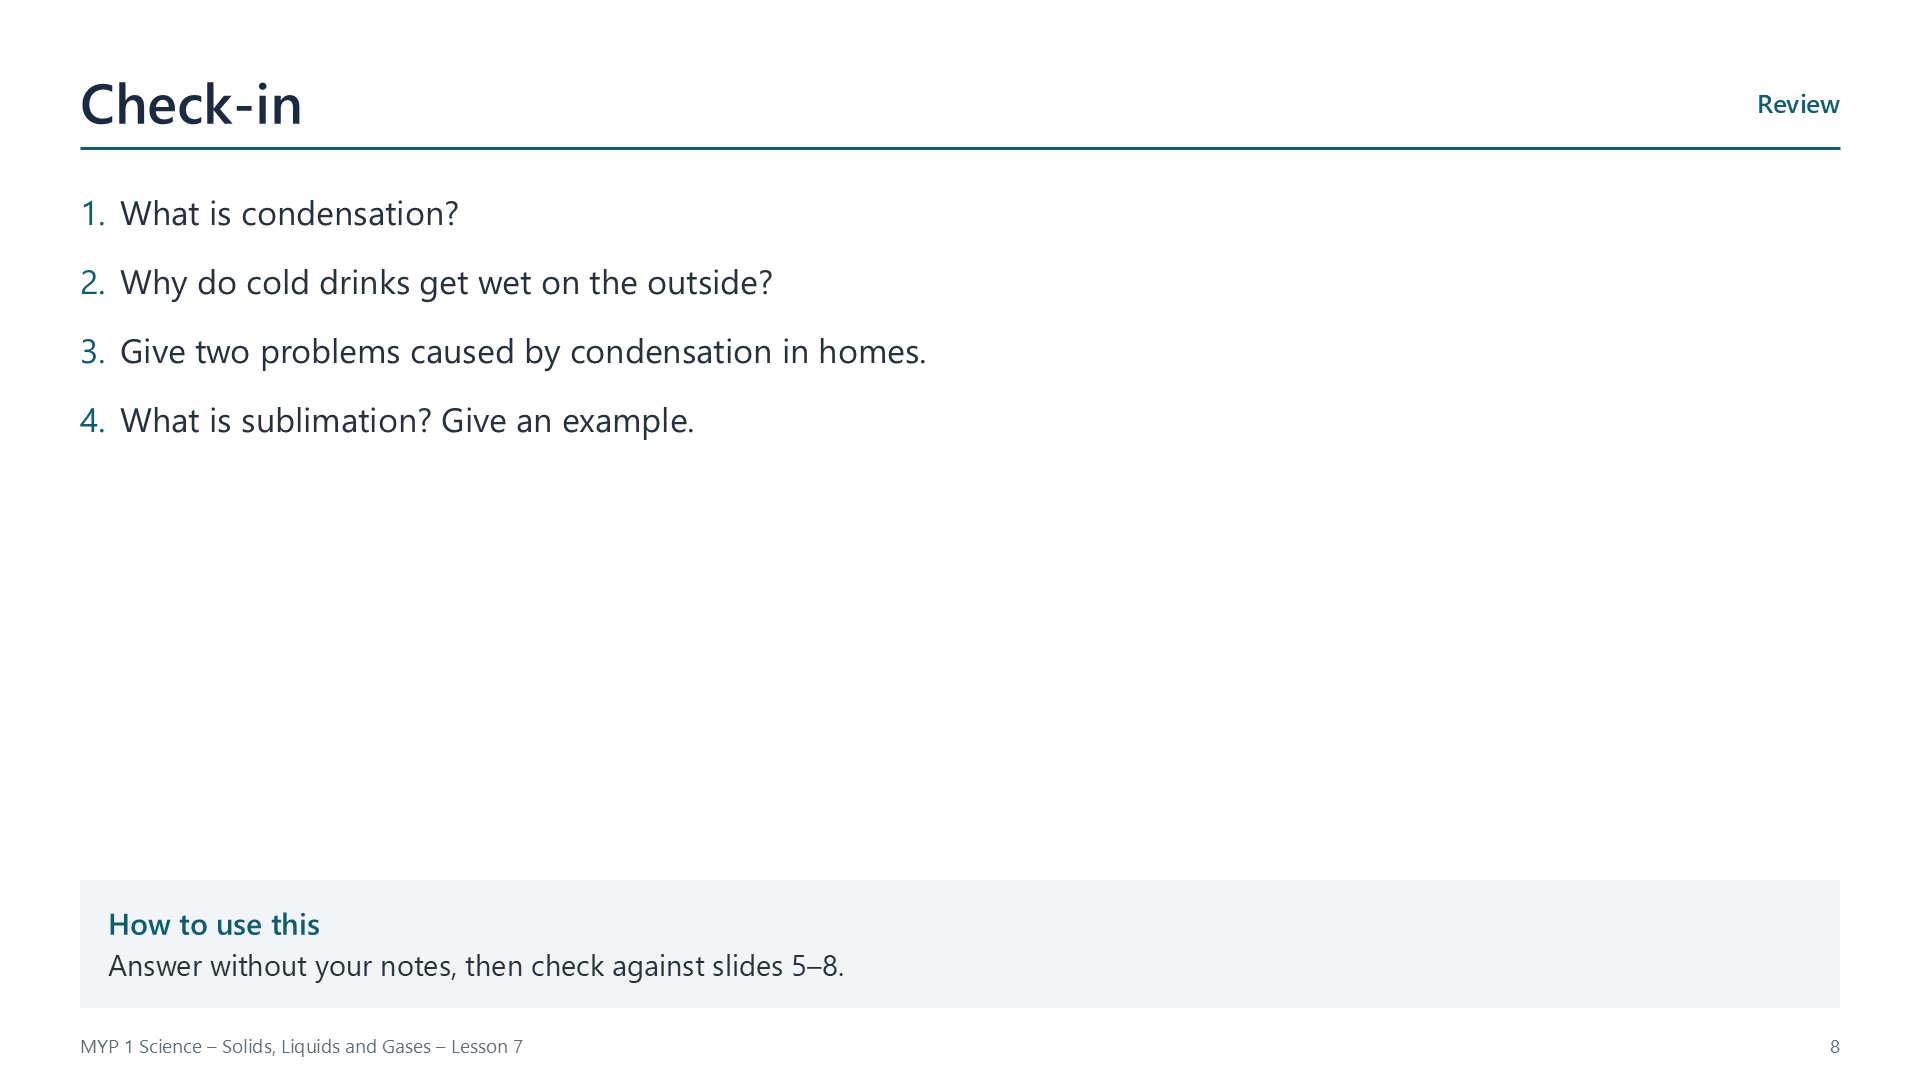 Check-in
Review
1. What is condensation?
2. Why do cold drinks get wet on the outside?
3. Give two problems caused by condensation in homes.
4. What is sublimation? Give an example.
How to use this
Answer without your notes, then check against slides 5–8.
MYP 1 Science – Solids, Liquids and Gases – Lesson 7
8